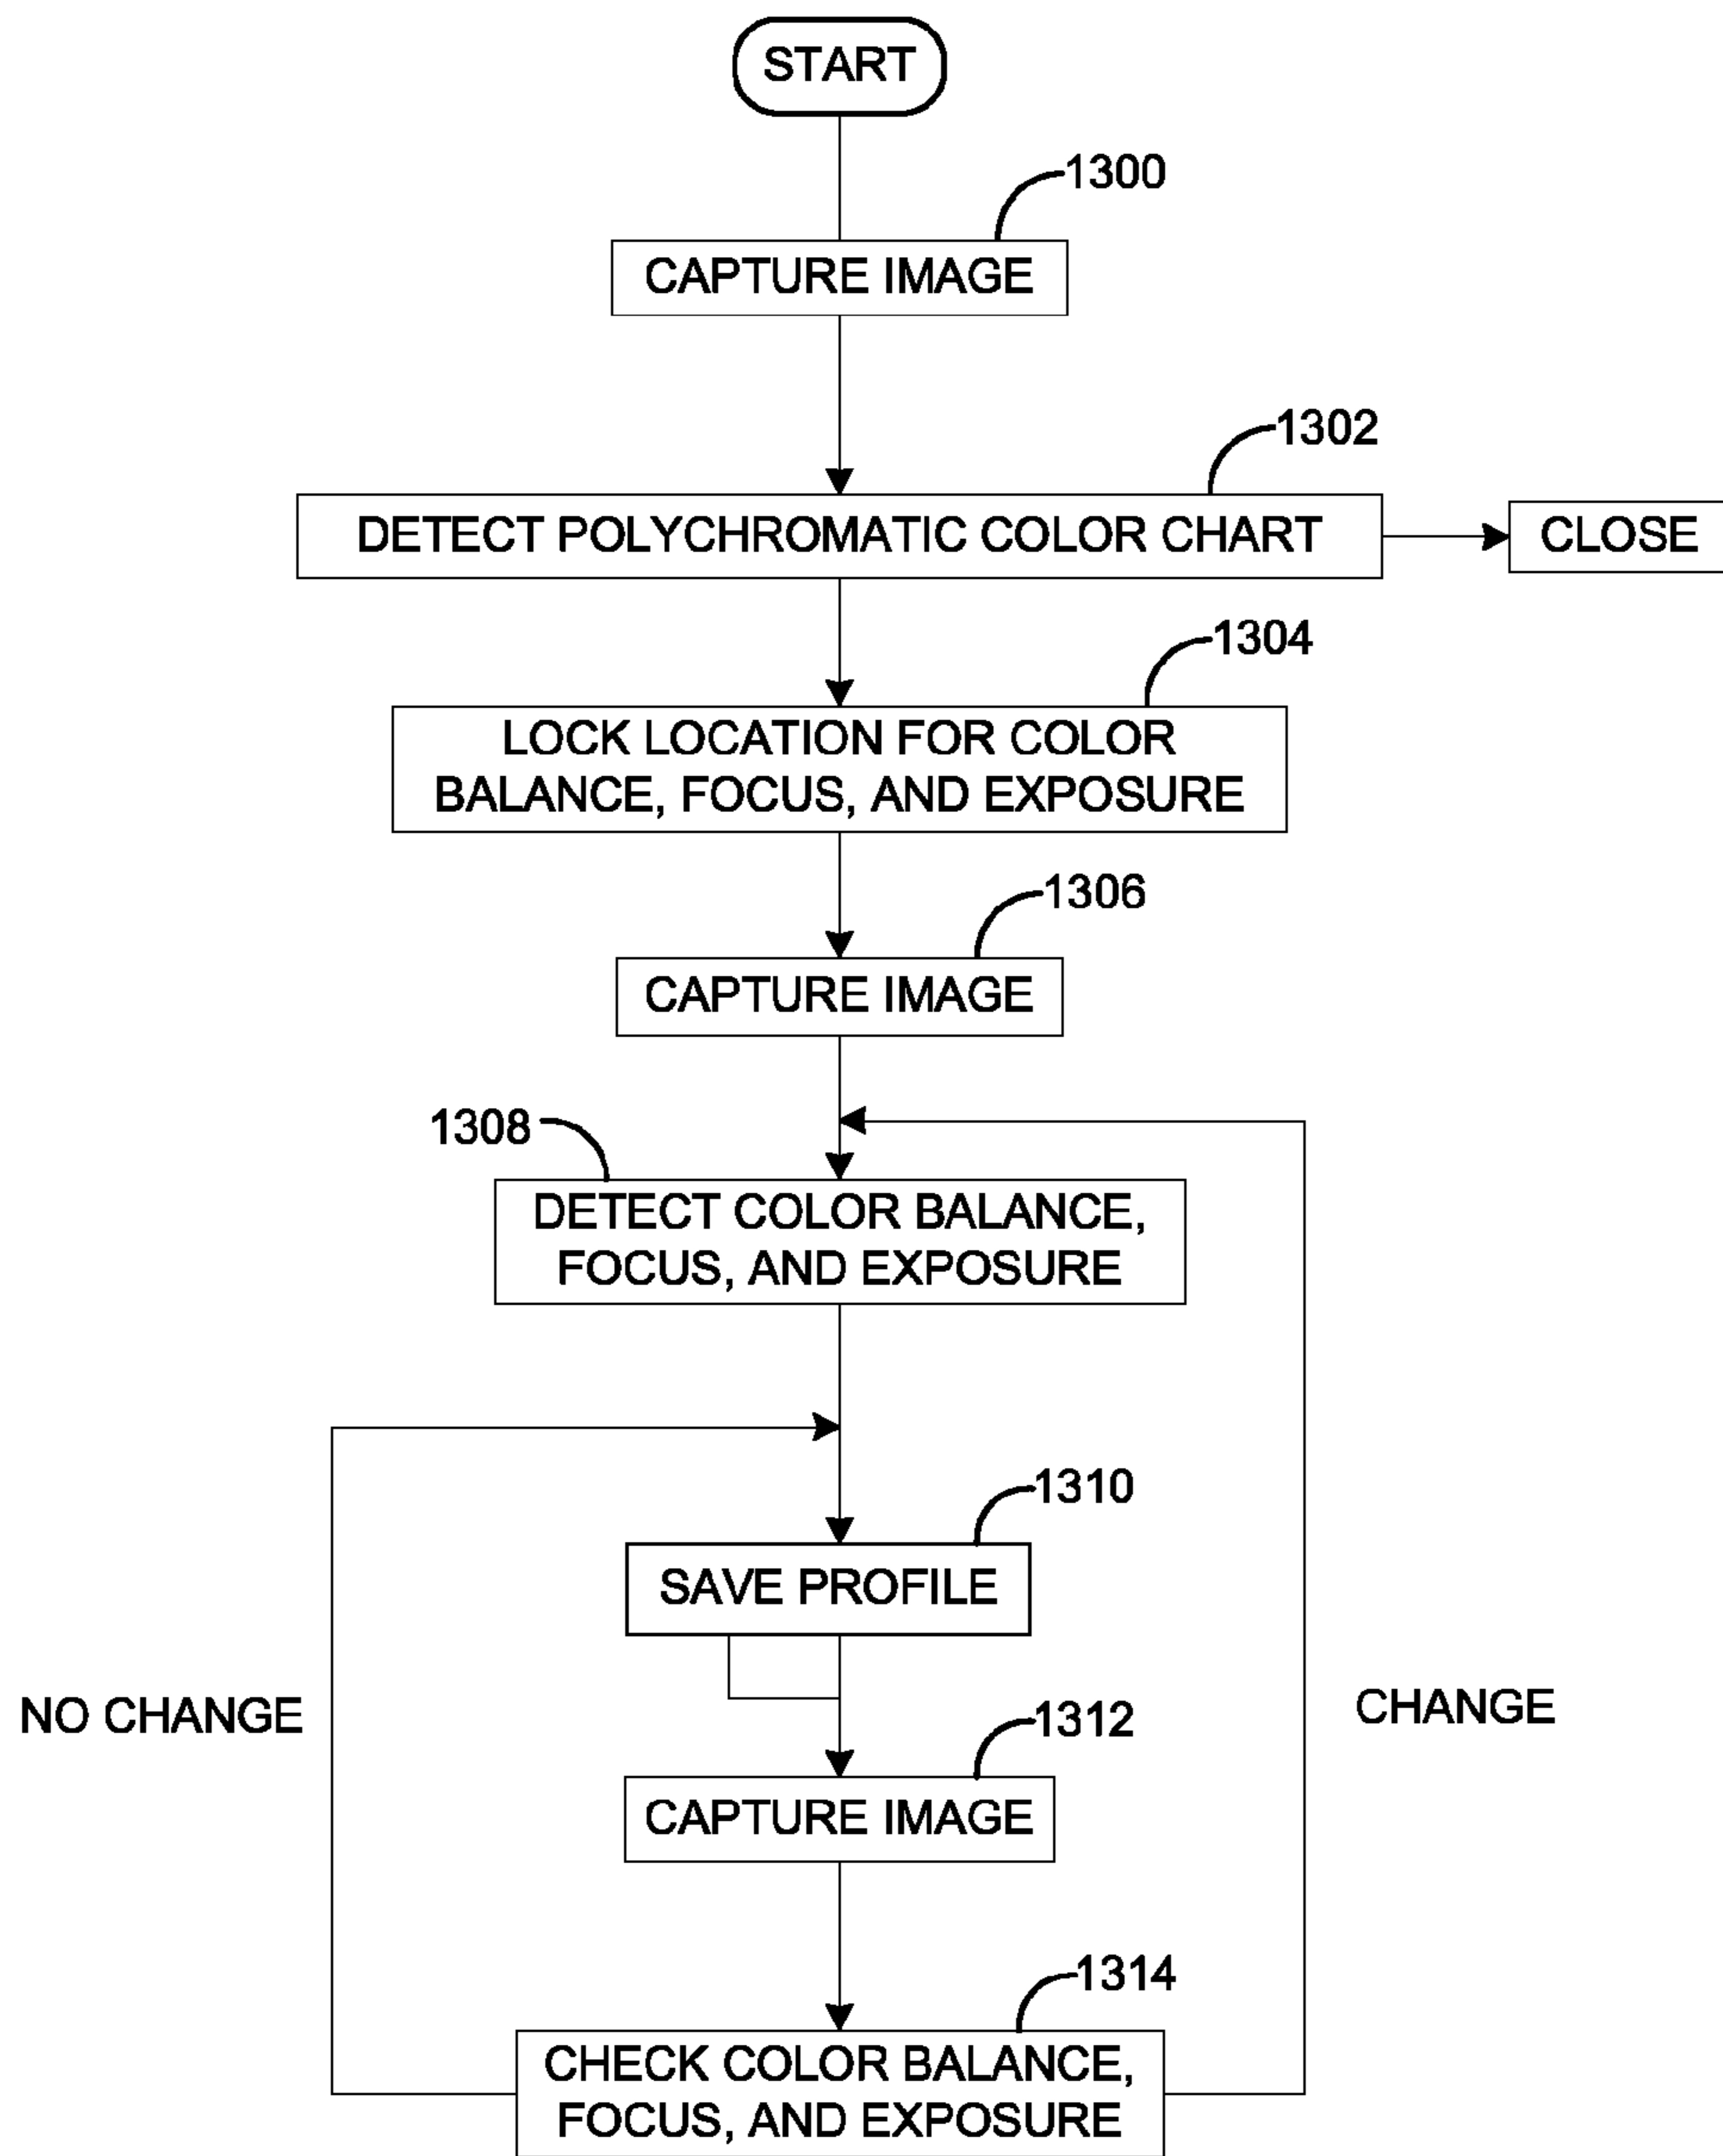 START
1300
CAPTURE IMAGE
1302
DETECT POLYCHROMATIC COLOR CHART
CLOSE
1304
LOCK LOCATION FOR COLOR
BALANCE, FOCUS, AND EXPOSURE
1306
CAPTURE IMAGE
1308
DETECT COLOR BALANCE,
FOCUS, AND EXPOSURE
1310
SAVE PROFILE
NO CHANGE
CHANGE
1312
CAPTURE IMAGE
1314
CHECK COLOR BALANCE,
FOCUS, AND EXPOSURE